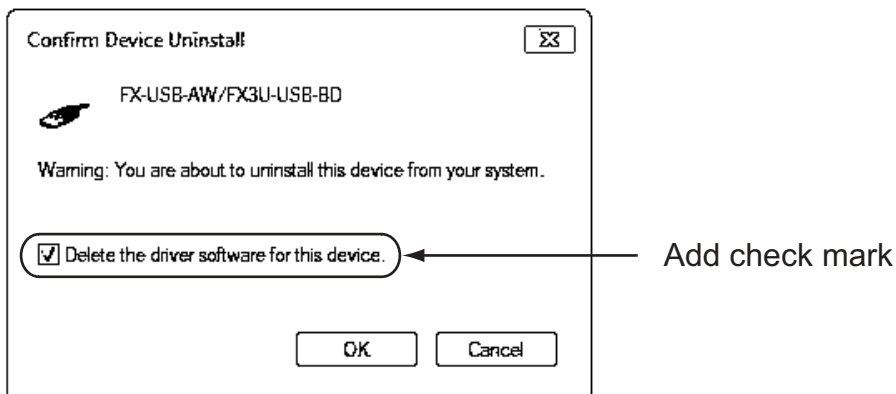 Confirm Device Uninstall
FX-USB-AW/FX3U-USB-BD
Warning: You are about to uninstall this device from your system.
Delete the driver software for this device.
Add check mark
OK
Cancel